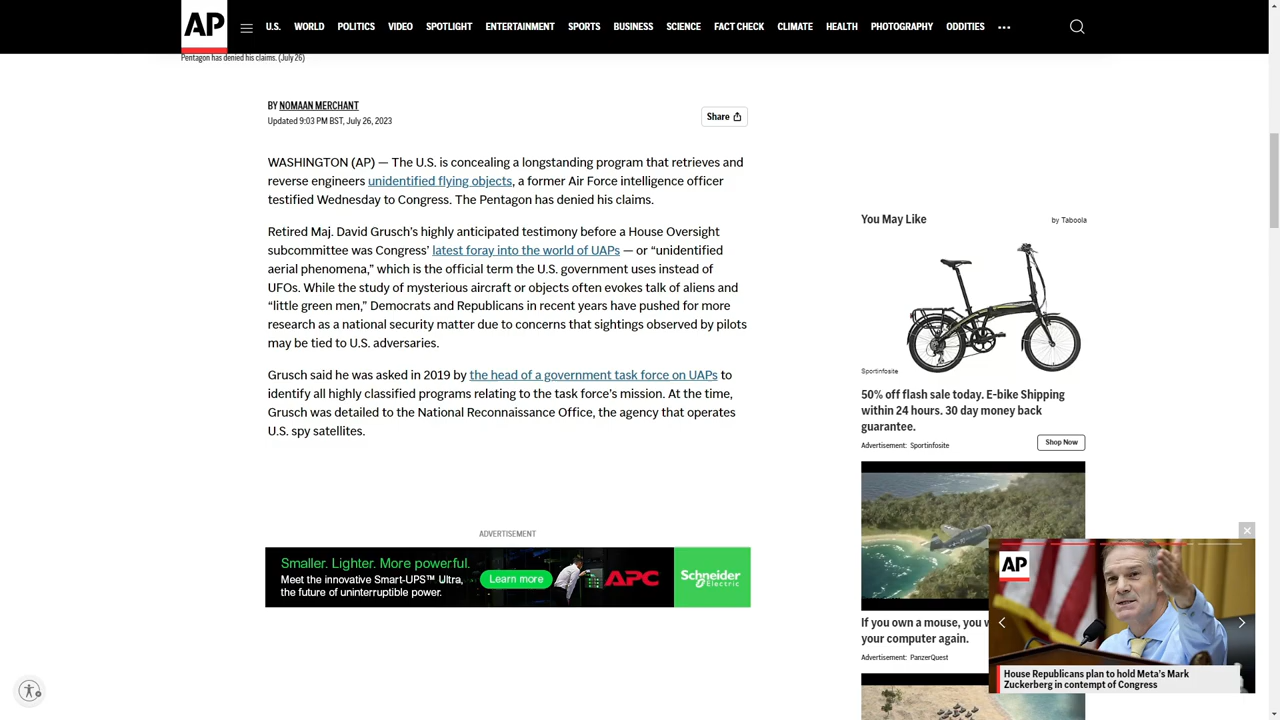 AP
U.S. WORLD POLITICS VIDEO SPOTLIGHT ENTERTAINMENT SPORTS BUSINESS SCIENCE FACT CHECK CLIMATE HEALTH PHOTOGRAPHY ODDITIES
Pentagon has denied his claims. (July 26)
BY NOMAAN MERCHANT
Updated 9:03 PM BST, July 26, 2023
Share
WASHINGTON (AP) — The U.S. is concealing a longstanding program that retrieves and
reverse engineers unidentified flying objects, a former Air Force intelligence officer
testified Wednesday to Congress. The Pentagon has denied his claims.
Retired Maj. David Grusch’s highly anticipated testimony before a House Oversight
subcommittee was Congress’ latest foray into the world of UAPs — or “unidentified
aerial phenomena,” which is the official term the U.S. government uses instead of
UFOs. While the study of mysterious aircraft or objects often evokes talk of aliens and
“little green men,” Democrats and Republicans in recent years have pushed for more
research as a national security matter due to concerns that sightings observed by pilots
may be tied to U.S. adversaries.
Grusch said he was asked in 2019 by the head of a government task force on UAPs to
identify all highly classified programs relating to the task force’s mission. At the time,
Grusch was detailed to the National Reconnaissance Office, the agency that operates
U.S. spy satellites.
ADVERTISEMENT
Smaller. Lighter. More powerful.
Meet the innovative Smart-UPS™ Ultra,
the future of uninterruptible power.
Learn more
APC
Schneider
Electric
You May Like
by Taboola
Sportinfosite
50% off flash sale today. E-bike Shipping
within 24 hours. 30 day money back
guarantee.
Advertisement: Sportinfosite
Shop Now
If you own a mouse, you
your computer again.
Advertisement: PanzerQuest
AP
House Republicans plan to hold Meta's Mark
Zuckerberg in contempt of Congress